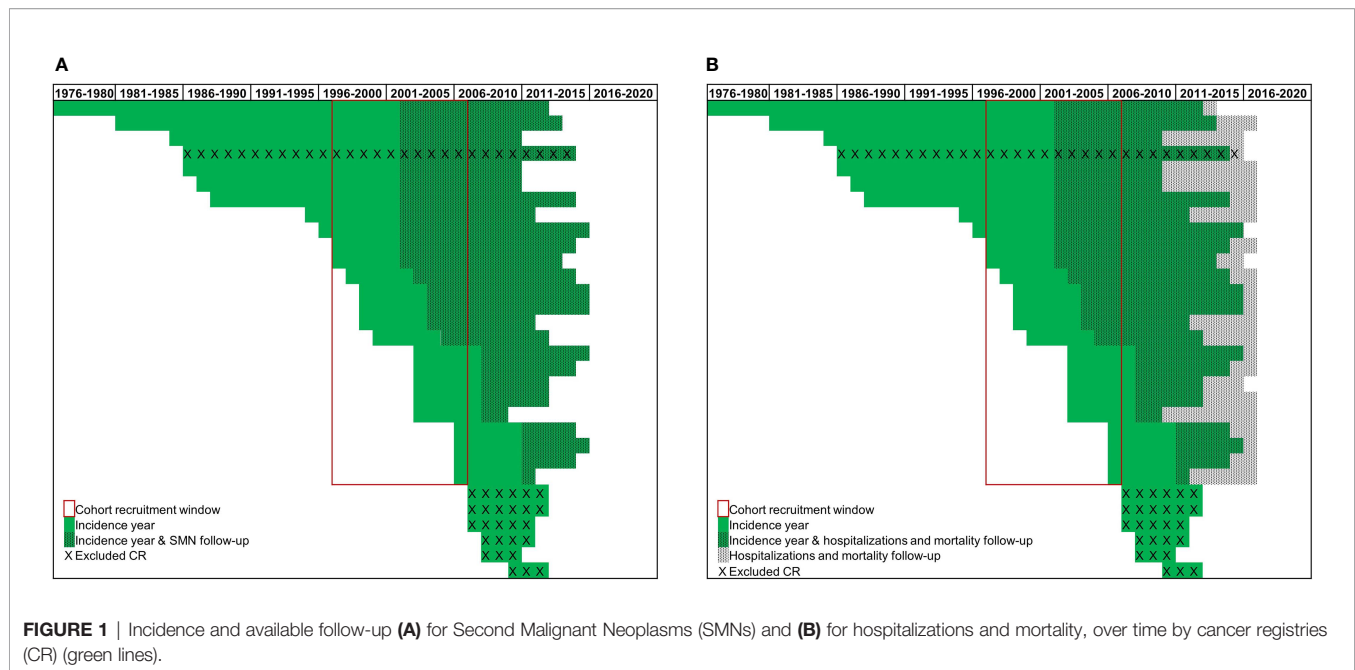 A
1976-1980 1981-1985 1986-1990 1991-1995 1996-2000 2001-2005 2006-2010 2011-2015 2016-2020
X X X X X X X X X X X X X X X X X X X X X X X X X X X X X
X X X X X X
X X X X X X
X X X X X
X X X X
X X X
X X X
Cohort recruitment window
Incidence year
Incidence year & SMN follow-up
X Excluded CR
B
1976-1980 1981-1985 1986-1990 1991-1995 1996-2000 2001-2005 2006-2010 2011-2015 2016-2020
X X X X X X X X X X X X X X X X X X X X X X X X X X X X X X
X X X X X X
X X X X X X
X X X X X
X X X X
X X X
X X X
Cohort recruitment window
Incidence year
Incidence year & hospitalizations and mortality follow-up
Hospitalizations and mortality follow-up
X Excluded CR
FIGURE 1 | Incidence and available follow-up (A) for Second Malignant Neoplasms (SMNs) and (B) for hospitalizations and mortality, over time by cancer registries
(CR) (green lines).